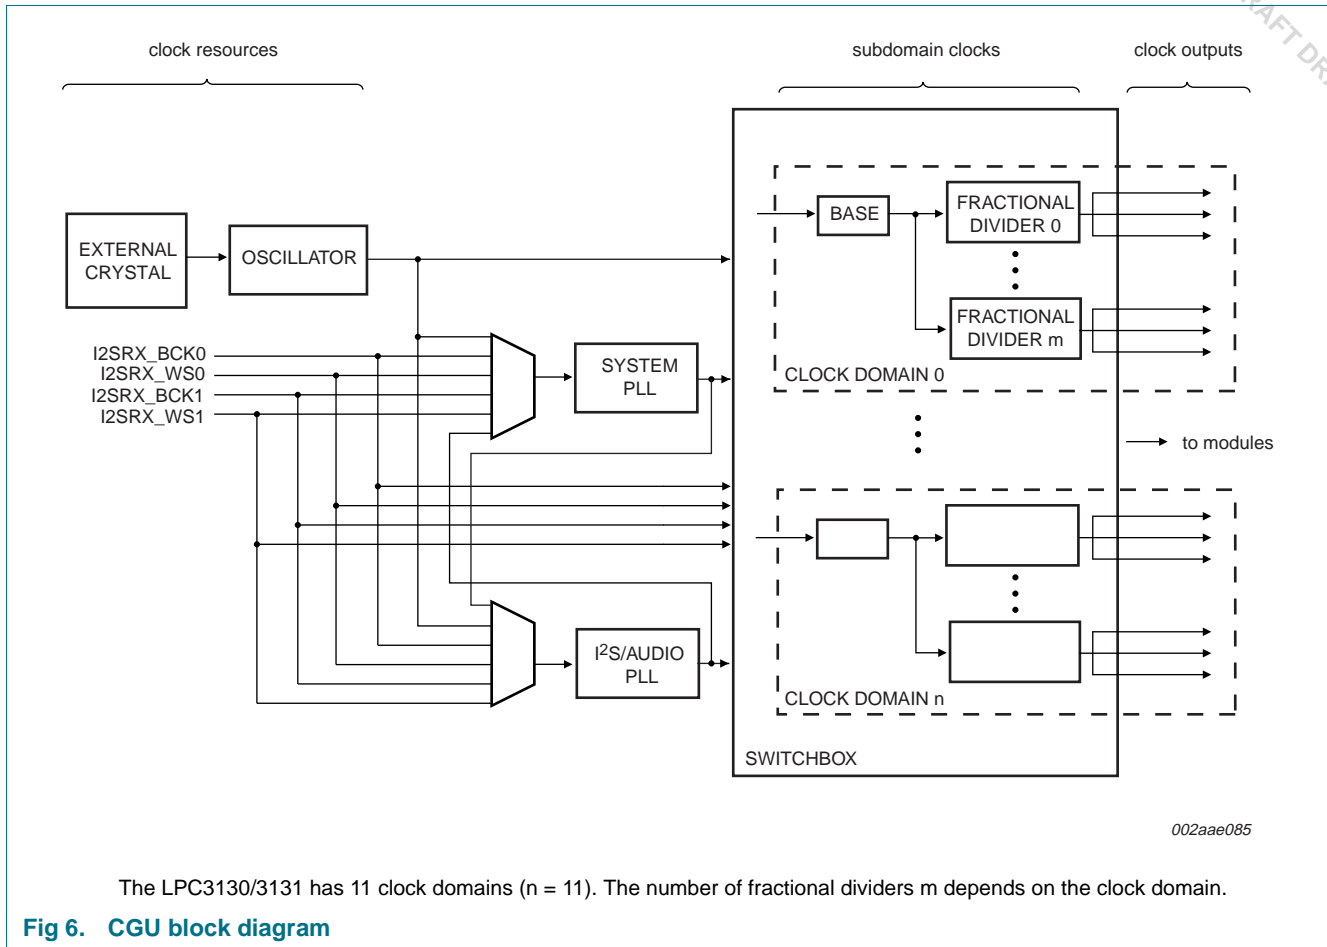 clock resources
subdomain clocks
clock outputs
EXTERNAL
CRYSTAL
OSCILLATOR
BASE
FRACTIONAL
DIVIDER 0
FRACTIONAL
DIVIDER m
CLOCK DOMAIN 0
I2SRX_BCK0
I2SRX_WS0
I2SRX_BCK1
I2SRX_WS1
SYSTEM
PLL
to modules
I²S/AUDIO
PLL
CLOCK DOMAIN n
SWITCHBOX
002aae085
The LPC3130/3131 has 11 clock domains (n = 11). The number of fractional dividers m depends on the clock domain.
Fig 6. CGU block diagram